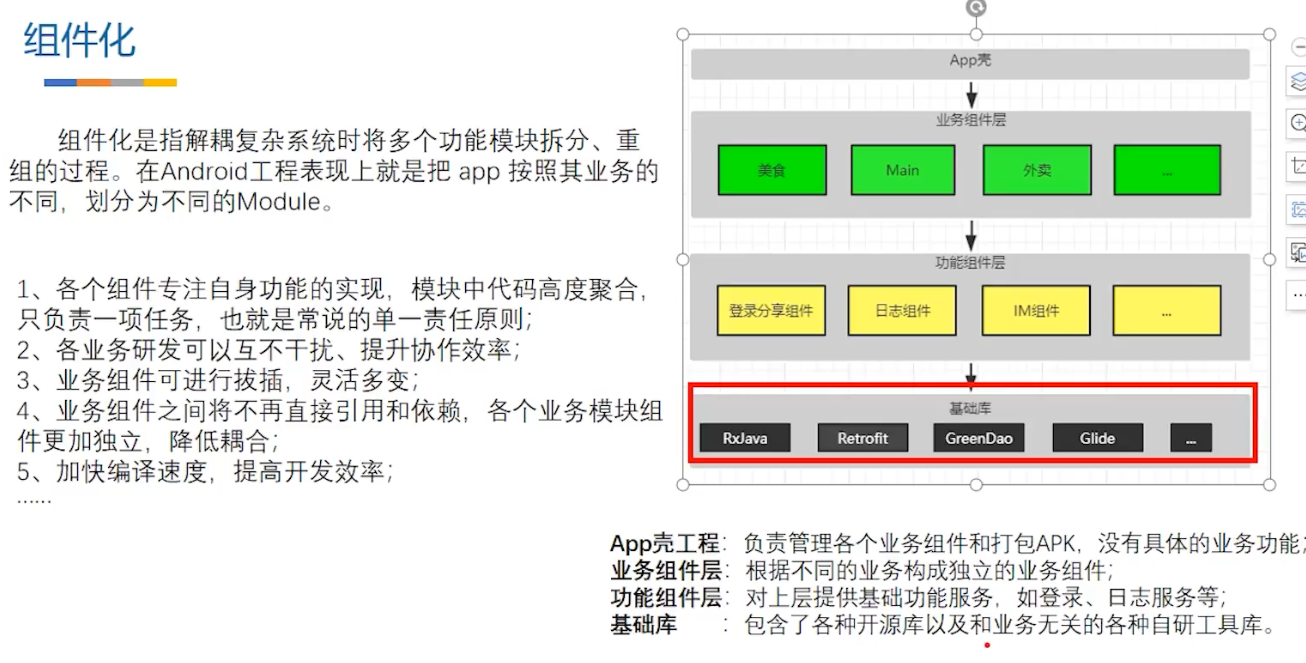 组件化
组件化是指解耦复杂系统时将多个功能模块拆分、重
组的过程。在Android工程表现上就是把 app 按照其业务的
不同，划分为不同的Module。
1、各个组件专注自身功能的实现，模块中代码高度聚合，
只负责一项任务，也就是常说的单一责任原则；
2、各业务研发可以互不干扰、提升协作效率；
3、业务组件可进行拔插，灵活多变；
4、业务组件之间将不再直接引用和依赖，各个业务模块组
件更加独立，降低耦合；
5、加快编译速度，提高开发效率；
······
App壳
业务组件层
美食 Main 外卖 ...
功能组件层
登录分享组件 日志组件 IM组件 ...
基础库
RxJava Retrofit GreenDao Glide ...
App壳工程：负责管理各个业务组件和打包APK，没有具体的业务功能；
业务组件层：根据不同的业务构成独立的业务组件；
功能组件层：对上层提供基础功能服务，如登录、日志服务等；
基础库 ：包含了各种开源库以及和业务无关的各种自研工具库。